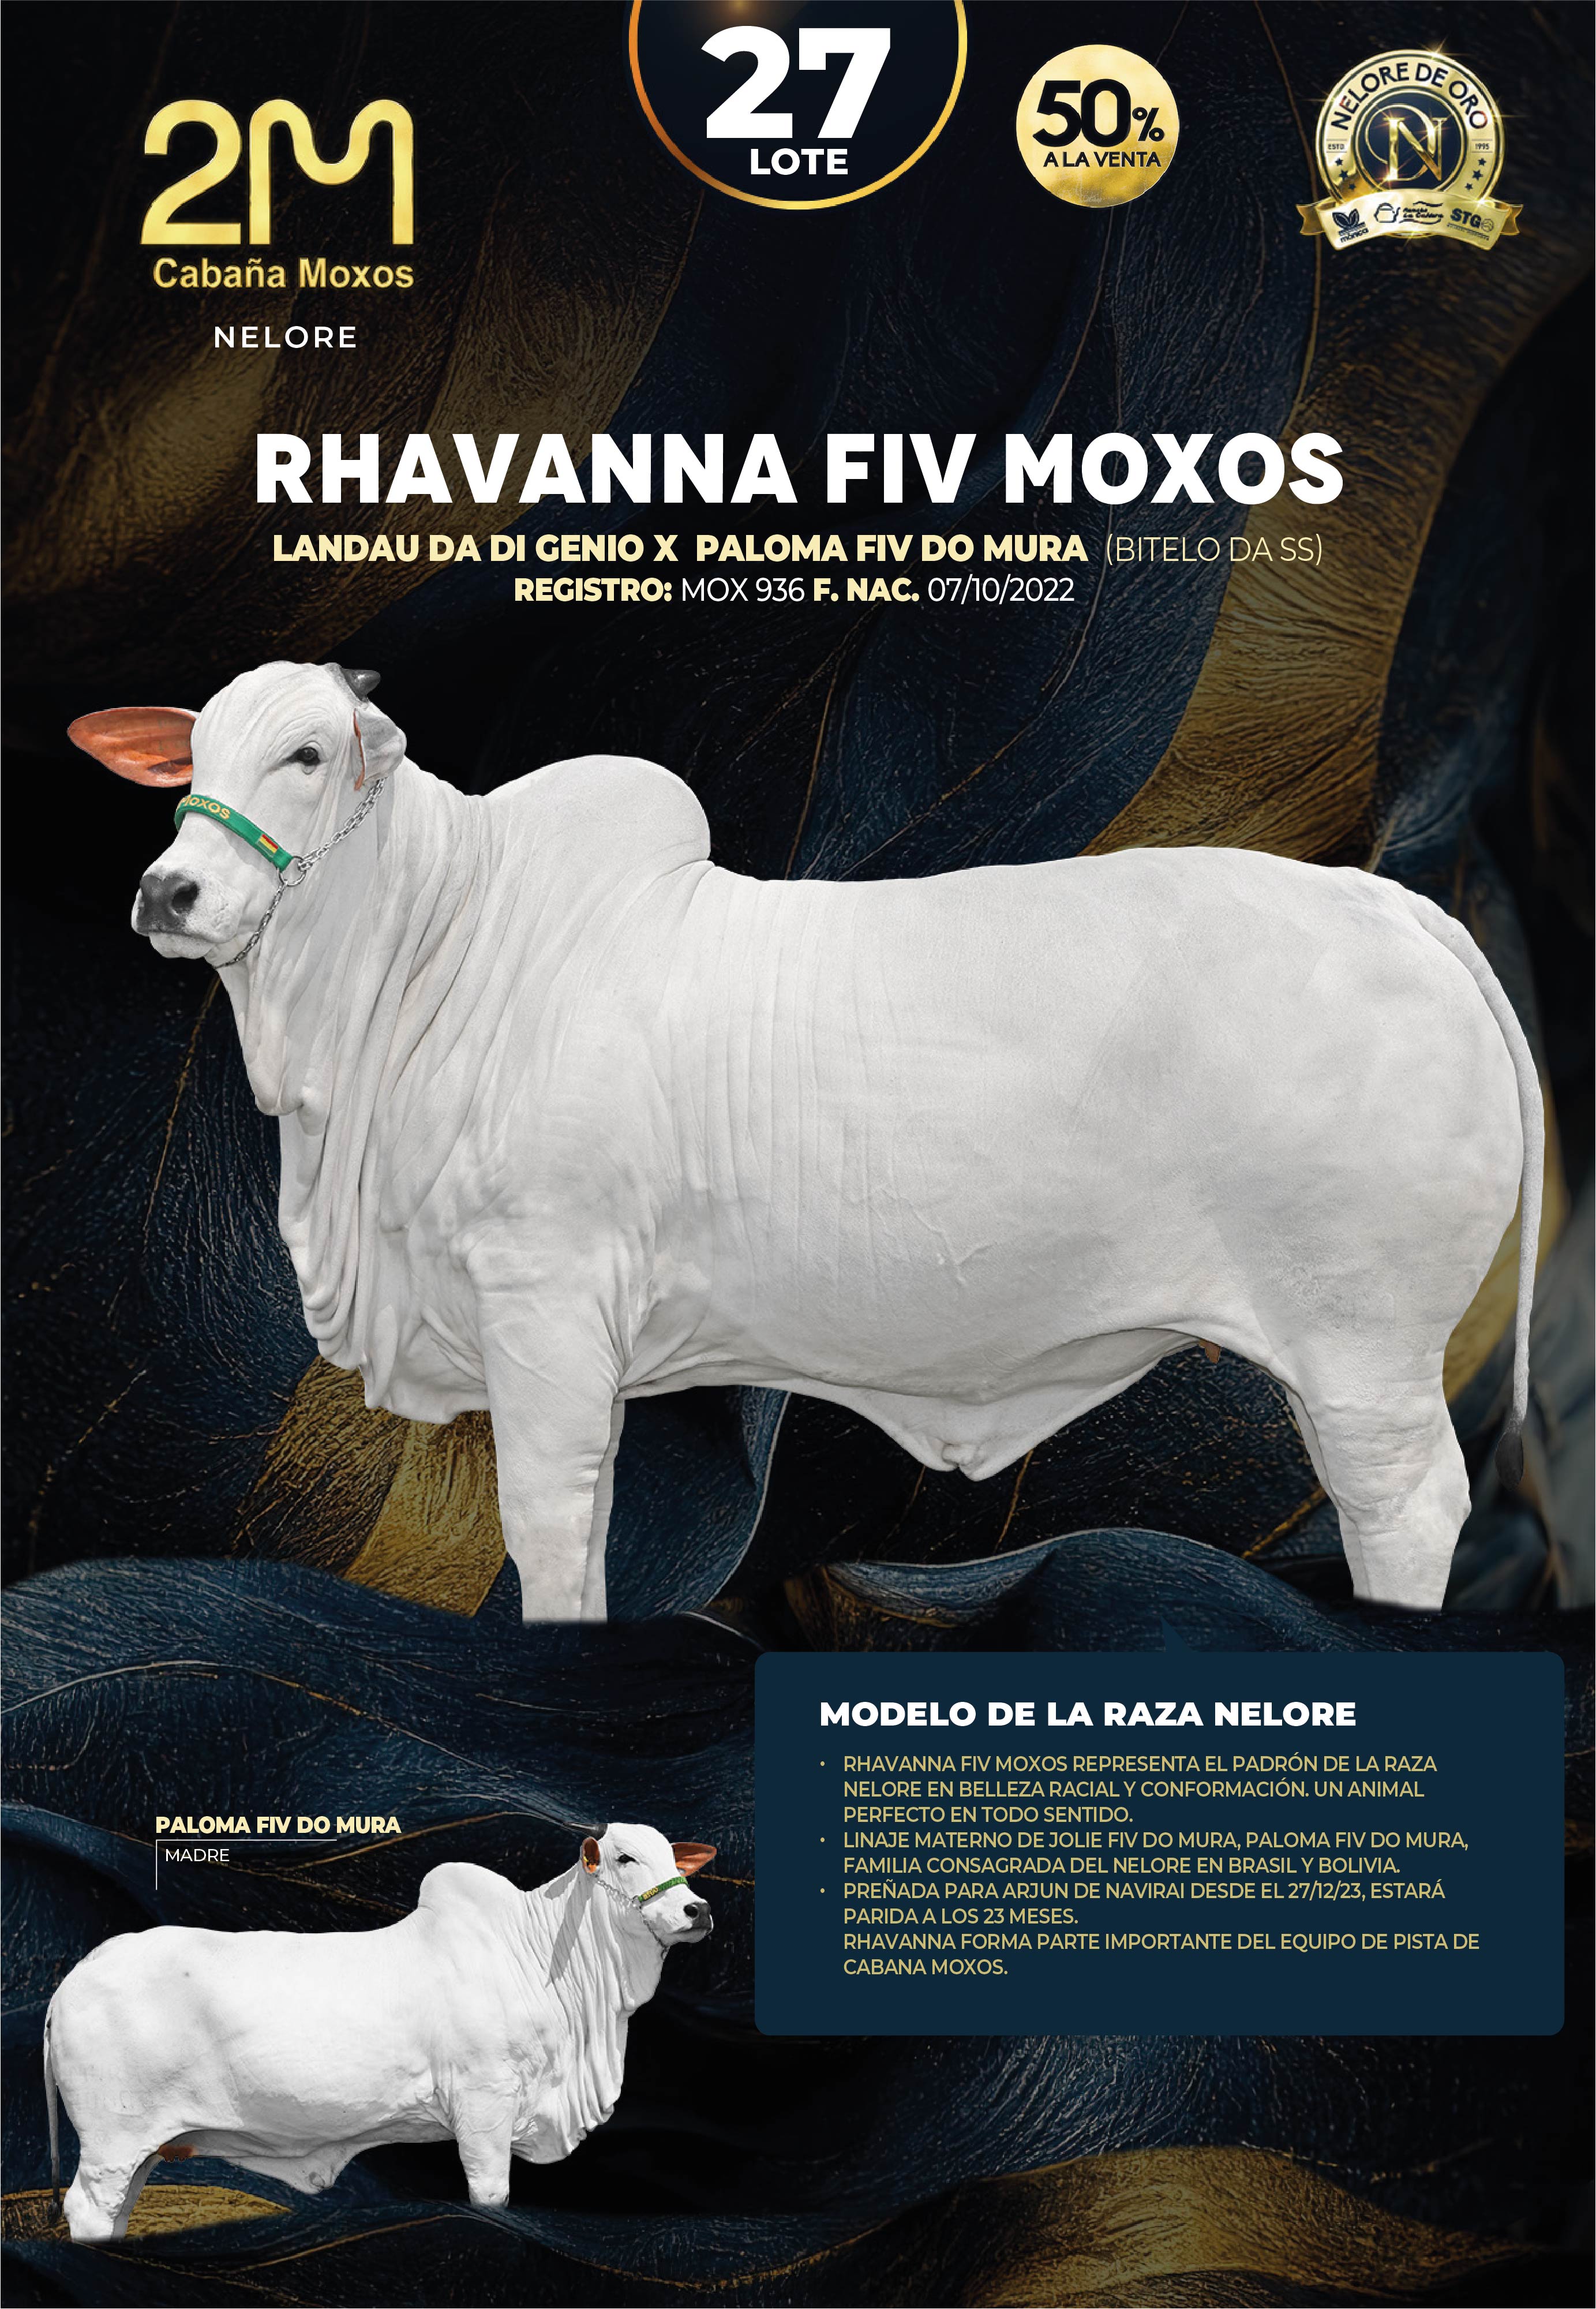 27
LOTE
50%
A LA VENTA
NELORE DE ORO
ESTD
1995
N
STG
2M
Cabaña Moxos
NELORE
RHAVANNA FIV MOXOS
LANDAU DA DI GENIO X PALOMA FIV DO MURA (BITELO DA SS)
REGISTRO: MOX 936 F. NAC. 07/10/2022
MOXOS
MODELO DE LA RAZA NELORE
• RHAVANNA FIV MOXOS REPRESENTA EL PADRÓN DE LA RAZA
NELORE EN BELLEZA RACIAL Y CONFORMACIÓN. UN ANIMAL
PERFECTO EN TODO SENTIDO.
• LINAJE MATERNO DE JOLIE FIV DO MURA, PALOMA FIV DO MURA,
FAMILIA CONSAGRADA DEL NELORE EN BRASIL Y BOLIVIA.
• PREÑADA PARA ARJUN DE NAVIRAI DESDE EL 27/12/23, ESTARÁ
PARIDA A LOS 23 MESES.
RHAVANNA FORMA PARTE IMPORTANTE DEL EQUIPO DE PISTA DE
CABANA MOXOS.
PALOMA FIV DO MURA
MADRE